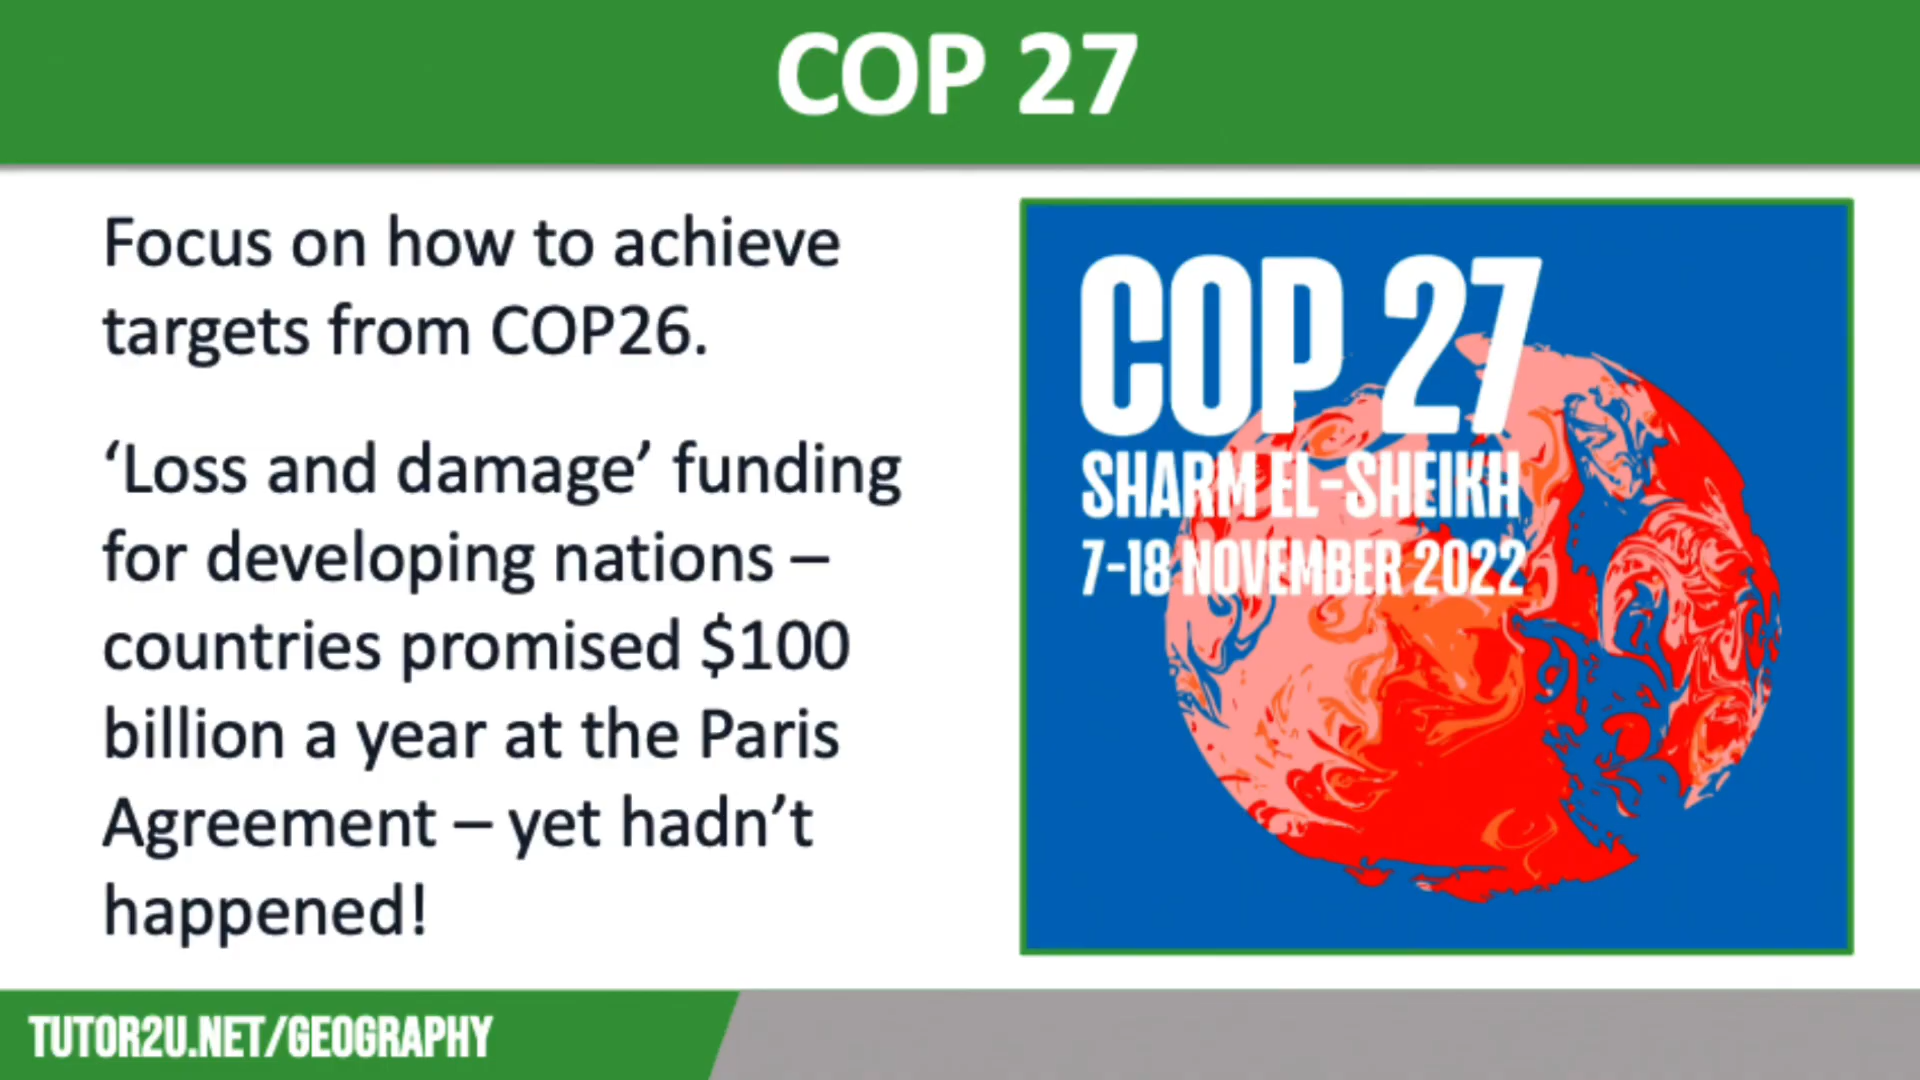 COP 27
Focus on how to achieve
targets from COP26.
‘Loss and damage’ funding
for developing nations –
countries promised $100
billion a year at the Paris
Agreement – yet hadn’t
happened!
COP 27
SHARM EL-SHEIKH
7-18 NOVEMBER 2022
TUTOR2U.NET/GEOGRAPHY